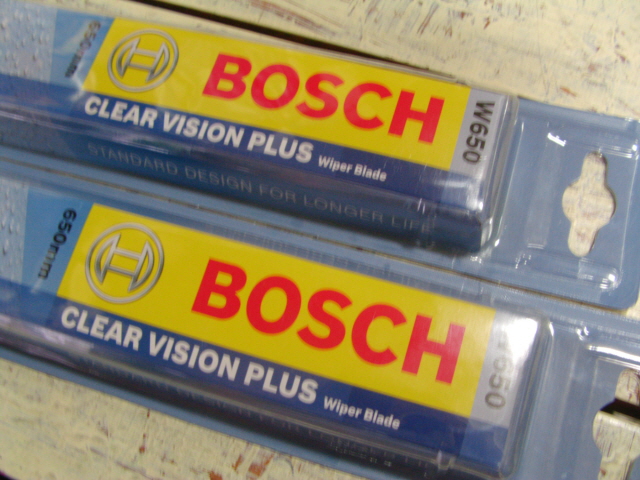 650mm
BOSCH
W650
CLEAR VISION PLUS Wiper Blade
STANDARD DESIGN FOR LONGER LIFE
650mm
BOSCH
W650
CLEAR VISION PLUS Wiper Blade